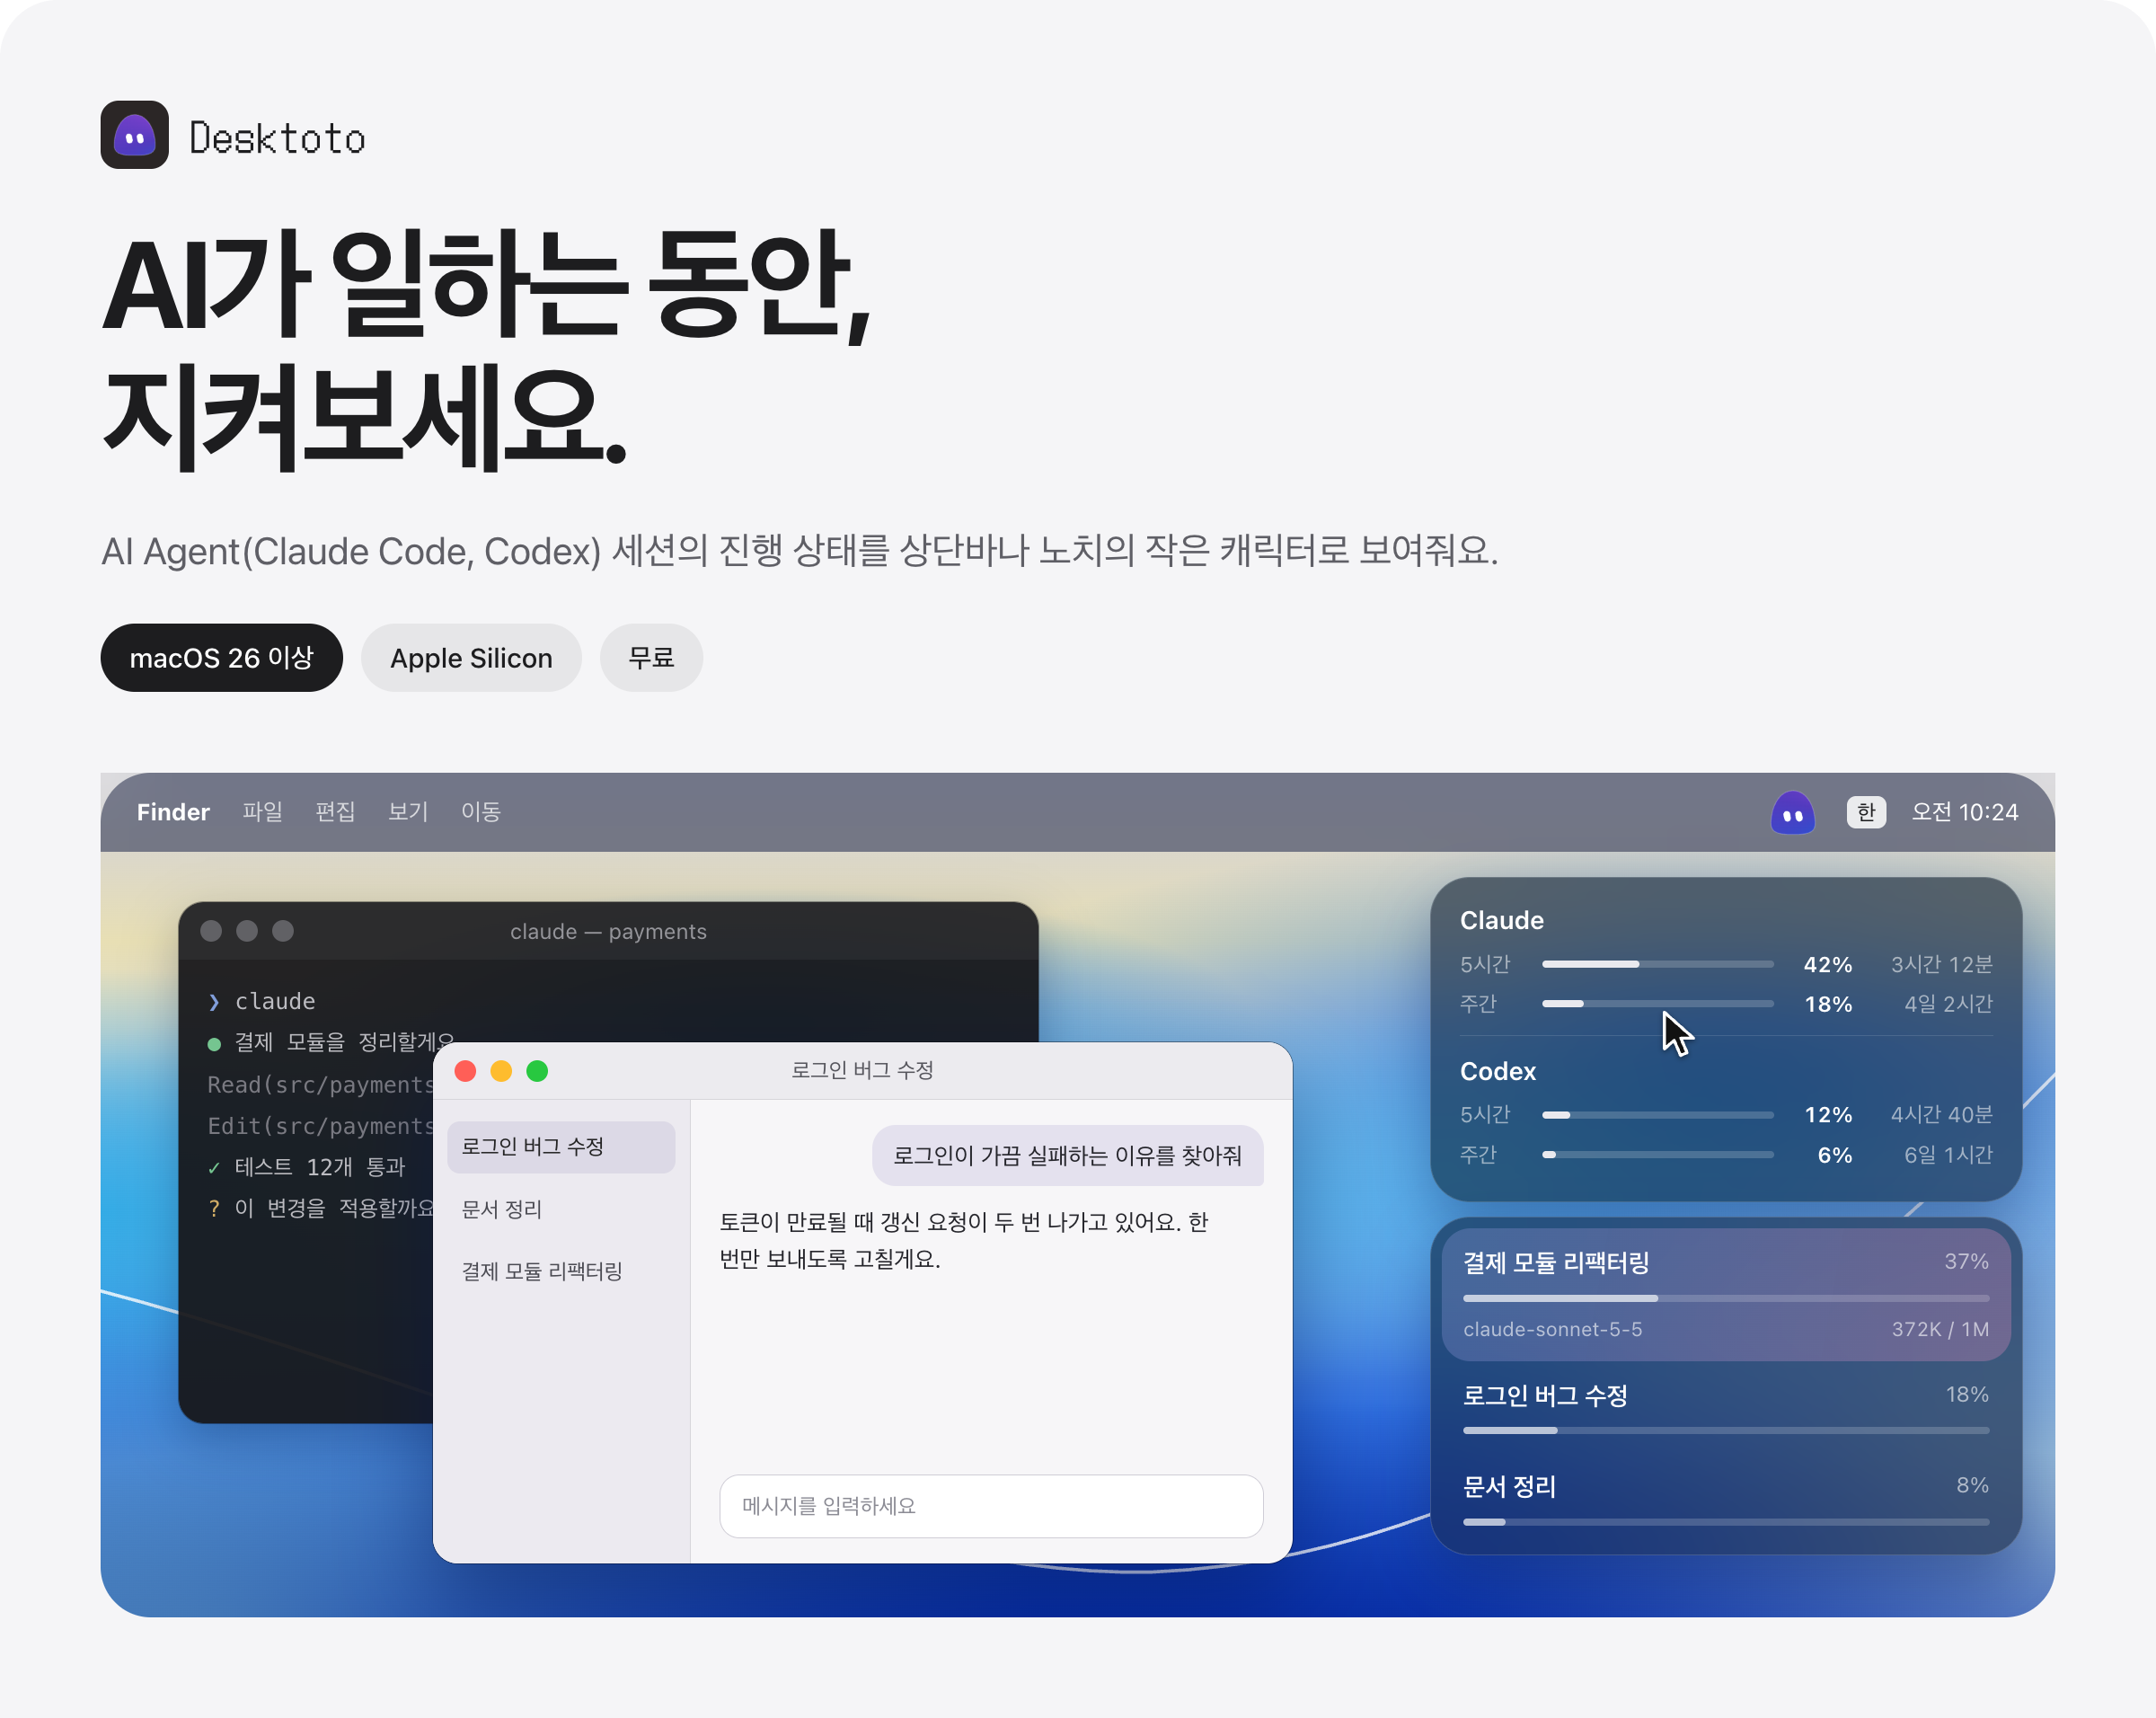 Desktoto
AI가 일하는 동안,
지켜보세요.
AI Agent(Claude Code, Codex) 세션의 진행 상태를 상단바나 노치의 작은 캐릭터로 보여줘요.
macOS 26 이상
Apple Silicon
무료
Finder 파일 편집 보기 이동
한 오전 10:24
claude — payments
❯ claude
● 결제 모듈을 정리할게요
Read(src/payments
Edit(src/payments
✓ 테스트 12개 통과
? 이 변경을 적용할까요
로그인 버그 수정
로그인 버그 수정
문서 정리
결제 모듈 리팩터링
로그인이 가끔 실패하는 이유를 찾아줘
토큰이 만료될 때 갱신 요청이 두 번 나가고 있어요. 한
번만 보내도록 고칠게요.
메시지를 입력하세요
Claude
5시간 42% 3시간 12분
주간 18% 4일 2시간
Codex
5시간 12% 4시간 40분
주간 6% 6일 1시간
결제 모듈 리팩터링 37%
claude-sonnet-5-5 372K / 1M
로그인 버그 수정 18%
문서 정리 8%